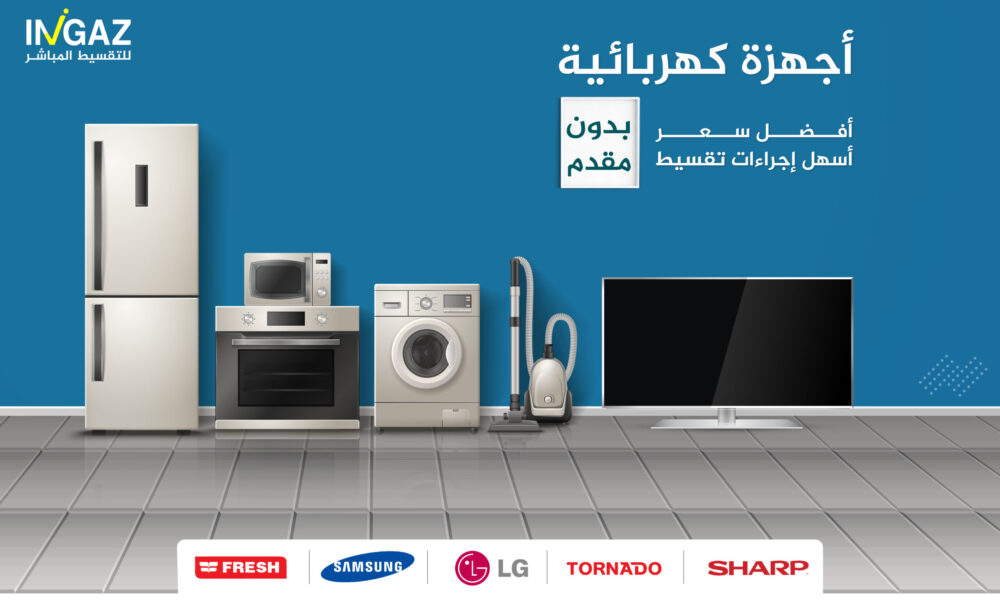 INGAZ
للتقسيط المباشر
أجهزة كهربائية
أفضل سعر
أسهل إجراءات تقسيط
بدون
مقدم
FRESH
SAMSUNG
LG
TORNADO
SHARP